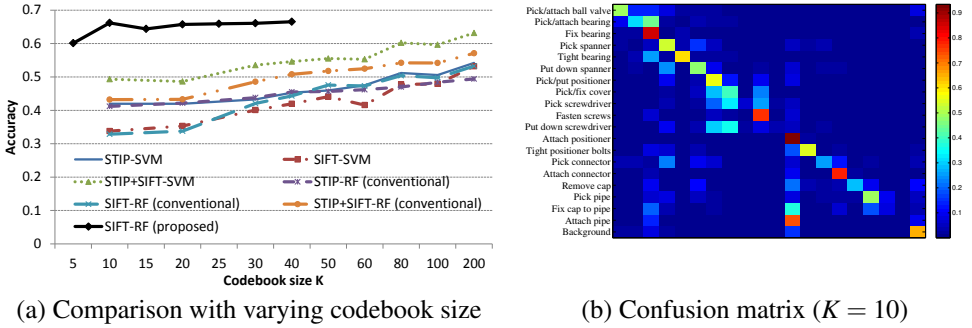 0.7
0.6
0.5
0.4
0.3
0.2
0.1
0
Accuracy
STIP-SVM
SIFT-SVM
STIP+SIFT-SVM
STIP-RF (conventional)
SIFT-RF (conventional)
STIP+SIFT-RF (conventional)
SIFT-RF (proposed)
5 10 15 20 25 30 40 50 60 80 100 200
Codebook size K
(a) Comparison with varying codebook size
Pick/attach ball valve
Pick/attach bearing
Fix bearing
Pick spanner
Tight bearing
Put down spanner
Pick/put positioner
Pick/fix cover
Pick screwdriver
Fasten screws
Put down screwdriver
Attach positioner
Tight positioner bolts
Pick connector
Attach connector
Remove cap
Pick pipe
Fix cap to pipe
Attach pipe
Background
0.9
0.8
0.7
0.6
0.5
0.4
0.3
0.2
0.1
(b) Confusion matrix (K = 10)